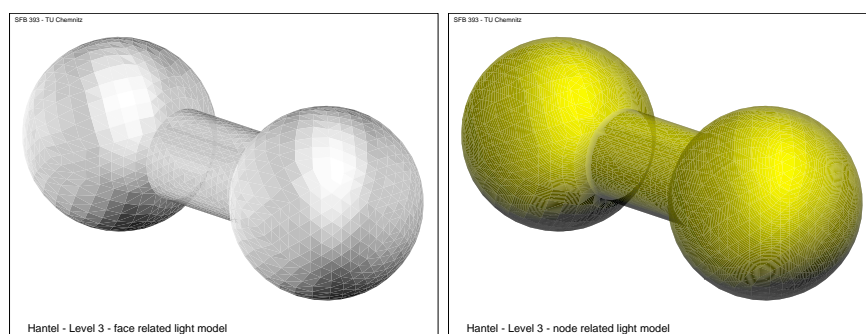 SFB 393 - TU Chemnitz
Hantel - Level 3 - face related light model
SFB 393 - TU Chemnitz
Hantel - Level 3 - node related light model